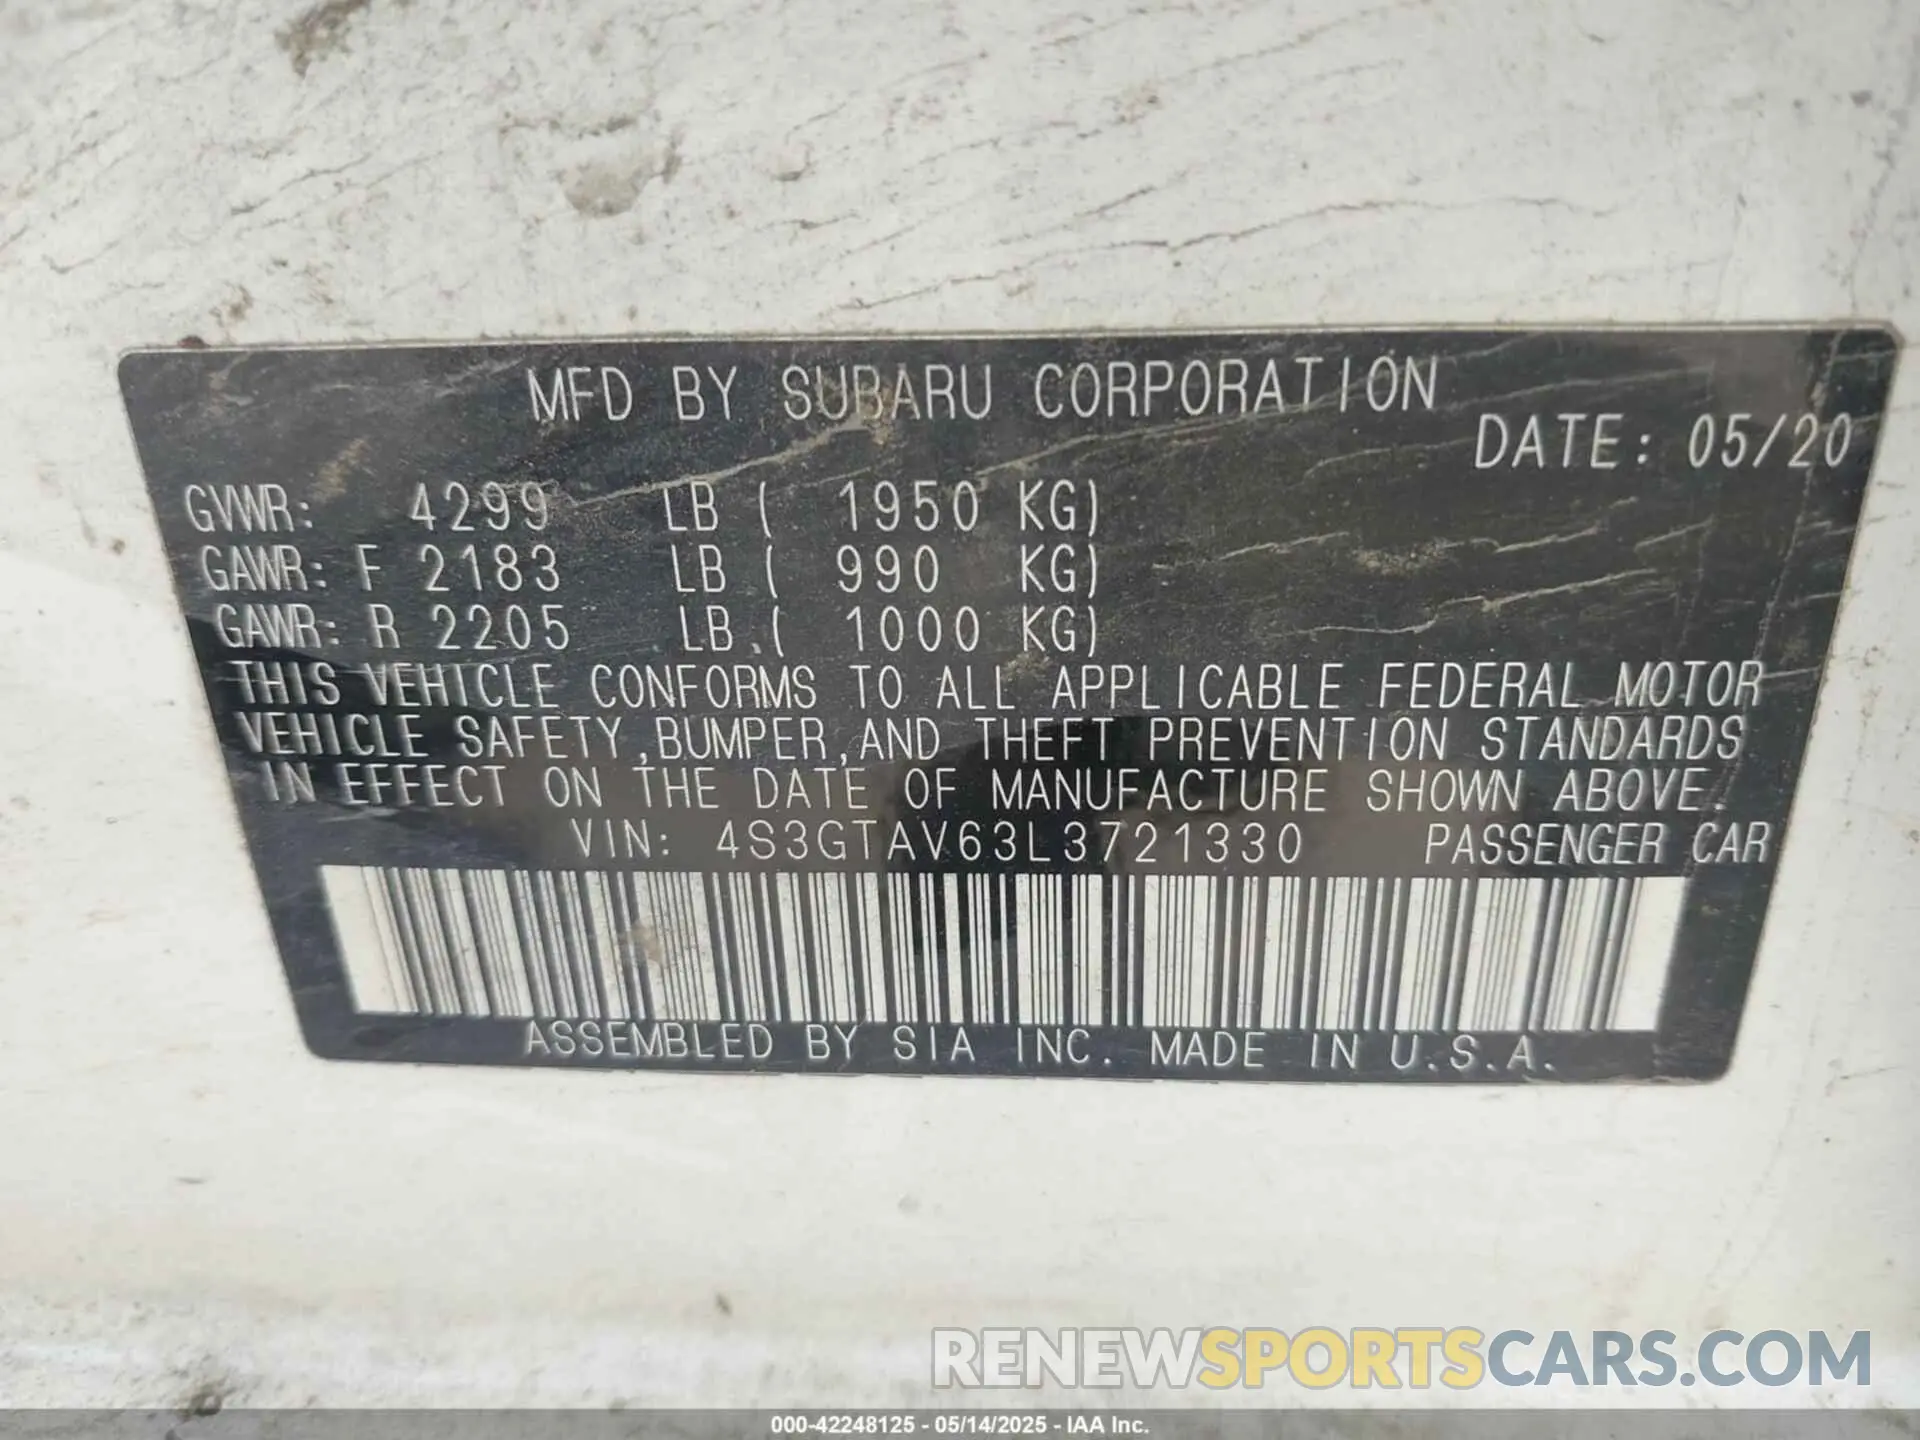 MFD BY SUBARU CORPORATION
DATE: 05/20
GVWR: 4299 LB ( 1950 KG)
GAWR: F 2183 LB ( 990 KG)
GAWR: R 2205 LB ( 1000 KG)
THIS VEHICLE CONFORMS TO ALL APPLICABLE FEDERAL MOTOR
VEHICLE SAFETY,BUMPER,AND THEFT PREVENTION STANDARDS
IN EFFECT ON THE DATE OF MANUFACTURE SHOWN ABOVE.
VIN: 4S3GTAV63L3721330 PASSENGER CAR
ASSEMBLED BY SIA INC. MADE IN U.S.A.
RENEWSPORTSCARS.COM
000-42248125 - 05/14/2025 - IAA Inc.